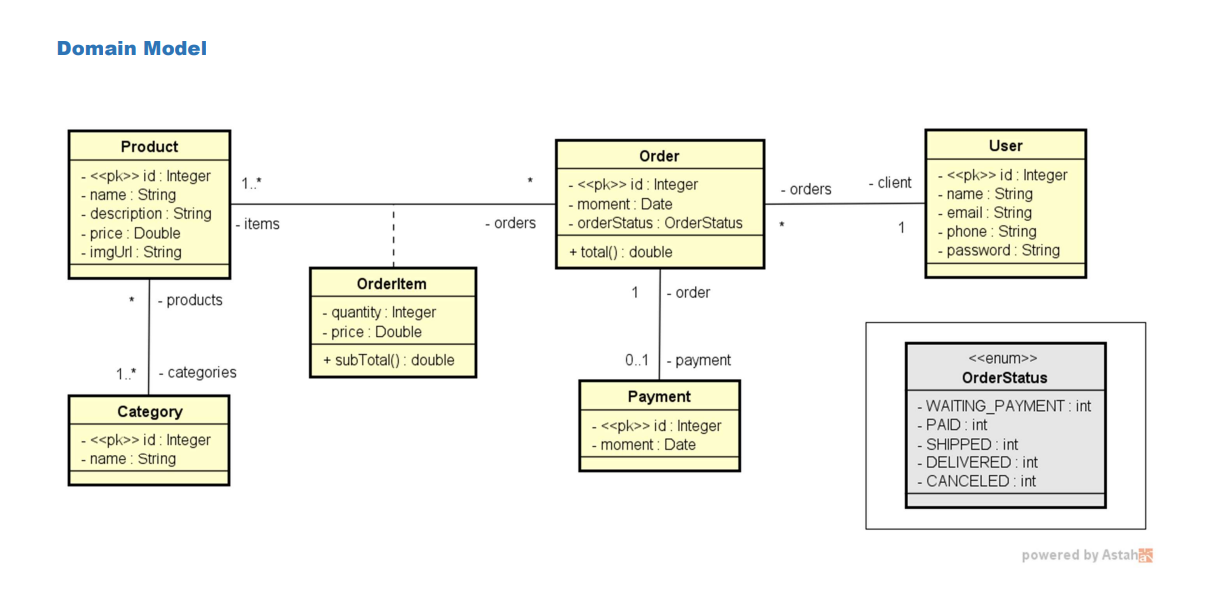 Domain Model
Product
- <<pk>> id : Integer
- name : String
- description : String
- price : Double
- imgUrl : String
1..*
- items
*
- orders
Order
- <<pk>> id : Integer
- moment : Date
- orderStatus : OrderStatus
+ total() : double
- orders
*
- client
1
User
- <<pk>> id : Integer
- name : String
- email : String
- phone : String
- password : String
OrderItem
- quantity : Integer
- price : Double
+ subTotal() : double
* - products
1..* - categories
Category
- <<pk>> id : Integer
- name : String
1 - order
0..1 - payment
Payment
- <<pk>> id : Integer
- moment : Date
<<enum>>
OrderStatus
- WAITING_PAYMENT : int
- PAID : int
- SHIPPED : int
- DELIVERED : int
- CANCELED : int
powered by Astah